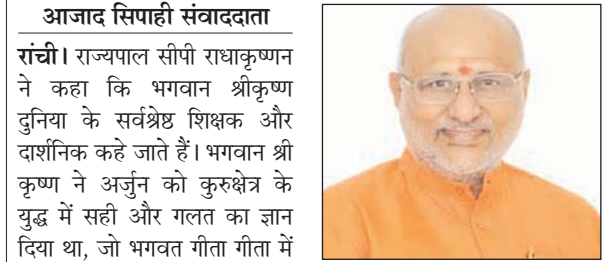 आजाद सिपाही संवाददाता
रांची। राज्यपाल सीपी राधाकृष्णन
ने कहा कि भगवान श्रीकृष्ण
दुनिया के सर्वश्रेष्ठ शिक्षक और
दार्शनिक कहे जाते हैं। भगवान श्री
कृष्ण ने अर्जुन को कुरुक्षेत्र के
युद्ध में सही और गलत का ज्ञान
दिया था, जो भगवत गीता गीता में